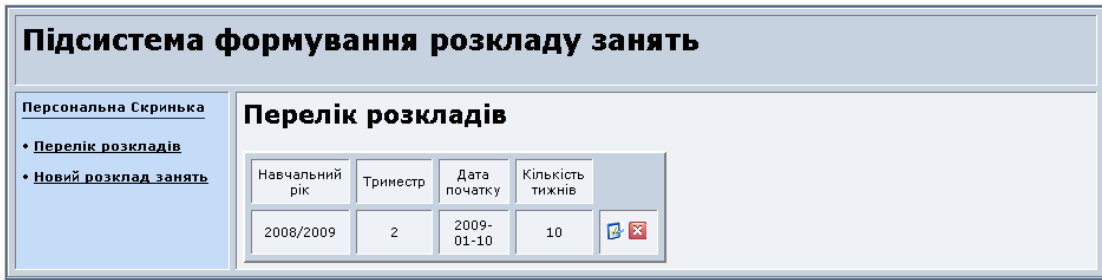 Підсистема формування розкладу занять
Персональна Скринька
• Перелік розкладів
• Новий розклад занять
Перелік розкладів
Навчальний рік Триместр Дата початку Кількість тижнів
2008/2009 2 2009-01-10 10